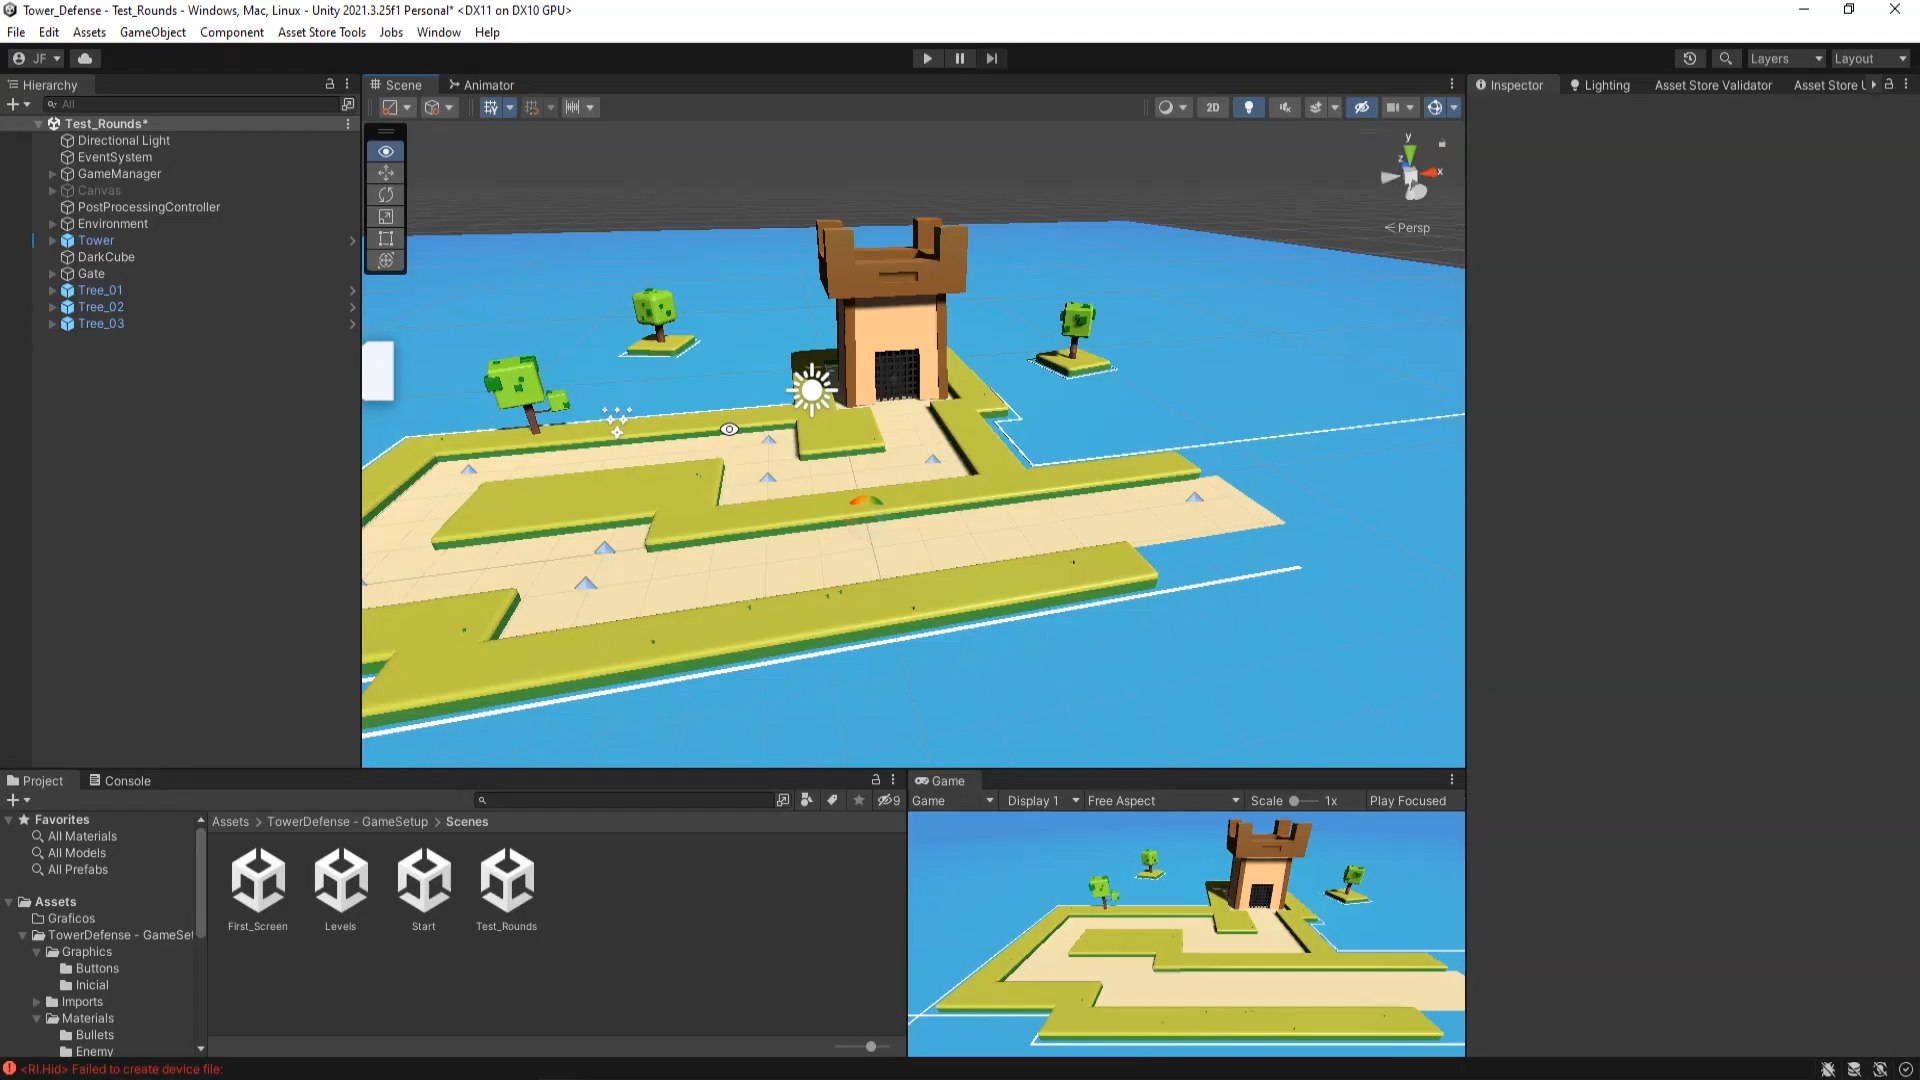 Tower_Defense - Test_Rounds - Windows, Mac, Linux - Unity 2021.3.25f1 Personal* <DX11 on DX10 GPU>
File Edit Assets GameObject Component Asset Store Tools Jobs Window Help
JF Layers Layout
Hierarchy
All
Test_Rounds*
Directional Light
EventSystem
GameManager
Canvas
PostProcessingController
Environment
Tower
DarkCube
Gate
Tree_01
Tree_02
Tree_03
Scene Animator
2D
y
z
x
Persp
Inspector Lighting Asset Store Validator Asset Store U
Project Console
9
Favorites
All Materials
All Models
All Prefabs
Assets
Graficos
TowerDefense - GameSet
Graphics
Buttons
Inicial
Imports
Materials
Bullets
Enemy
Assets > TowerDefense - GameSetup > Scenes
First_Screen Levels Start Test_Rounds
Game
Game Display 1 Free Aspect Scale 1x Play Focused
<RI.Hid> Failed to create device file: